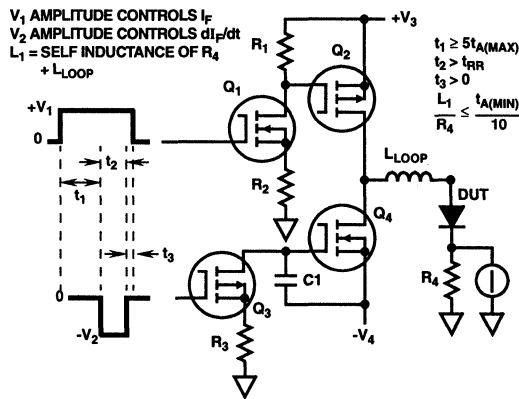 V1 AMPLITUDE CONTROLS IF
V2 AMPLITUDE CONTROLS dIF/dt
L1 = SELF INDUCTANCE OF R4
+ LLOOP
+V3
R1
Q2
t1 ≥ 5tA(MAX)
t2 > tRR
t3 > 0
L1/R4 ≤ tA(MIN)/10
Q1
+V1
0
t2
t1
t3
R2
LLOOP
DUT
Q4
0
-V2
Q3
C1
R3
-V4
R4